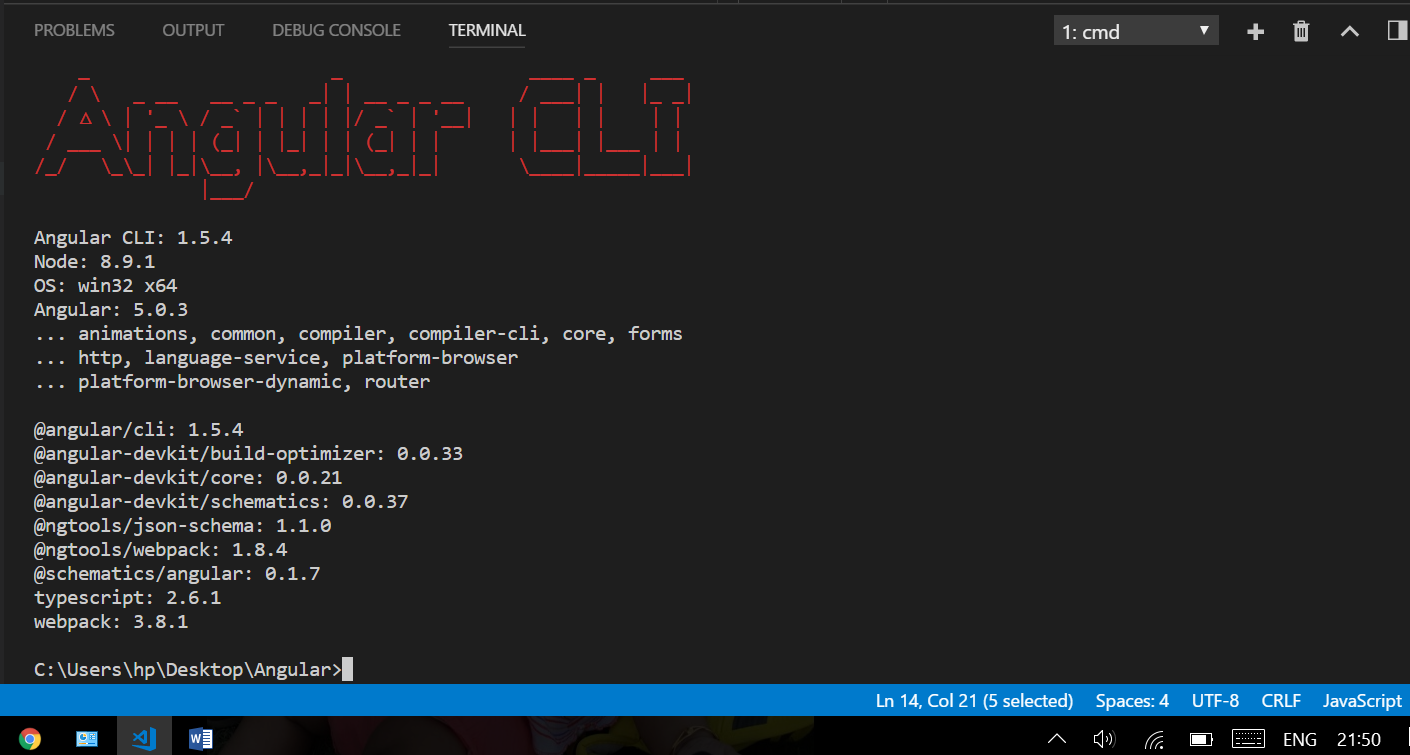 PROBLEMS OUTPUT DEBUG CONSOLE TERMINAL 1: cmd
Angular CLI
Angular CLI: 1.5.4
Node: 8.9.1
OS: win32 x64
Angular: 5.0.3
... animations, common, compiler, compiler-cli, core, forms
... http, language-service, platform-browser
... platform-browser-dynamic, router
@angular/cli: 1.5.4
@angular-devkit/build-optimizer: 0.0.33
@angular-devkit/core: 0.0.21
@angular-devkit/schematics: 0.0.37
@ngtools/json-schema: 1.1.0
@ngtools/webpack: 1.8.4
@schematics/angular: 0.1.7
typescript: 2.6.1
webpack: 3.8.1
C:\Users\hp\Desktop\Angular>
Ln 14, Col 21 (5 selected) Spaces: 4 UTF-8 CRLF JavaScript
ENG 21:50